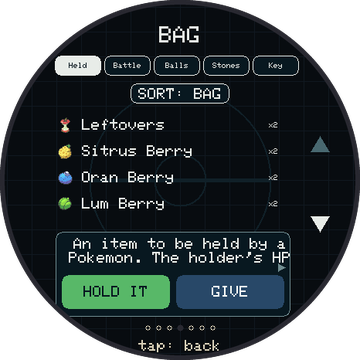 BAG
Held Battle Balls Stones Key
SORT: BAG
Leftovers x2
Sitrus Berry x2
Oran Berry x2
Lum Berry x2
An item to be held by a
Pokemon. The holder's HP
HOLD IT GIVE
tap: back